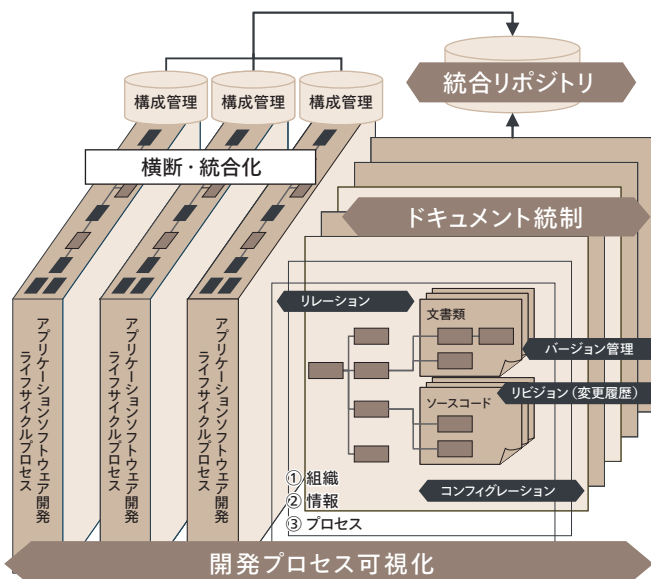 統合リポジトリ
構成管理
構成管理
構成管理
横断・統合化
ドキュメント統制
リレーション
文書類
バージョン管理
リビジョン(変更履歴)
ソースコード
コンフィグレーション
アプリケーションソフトウェア開発
ライフサイクルプロセス
アプリケーションソフトウェア開発
ライフサイクルプロセス
アプリケーションソフトウェア開発
ライフサイクルプロセス
① 組織
② 情報
③ プロセス
開発プロセス可視化